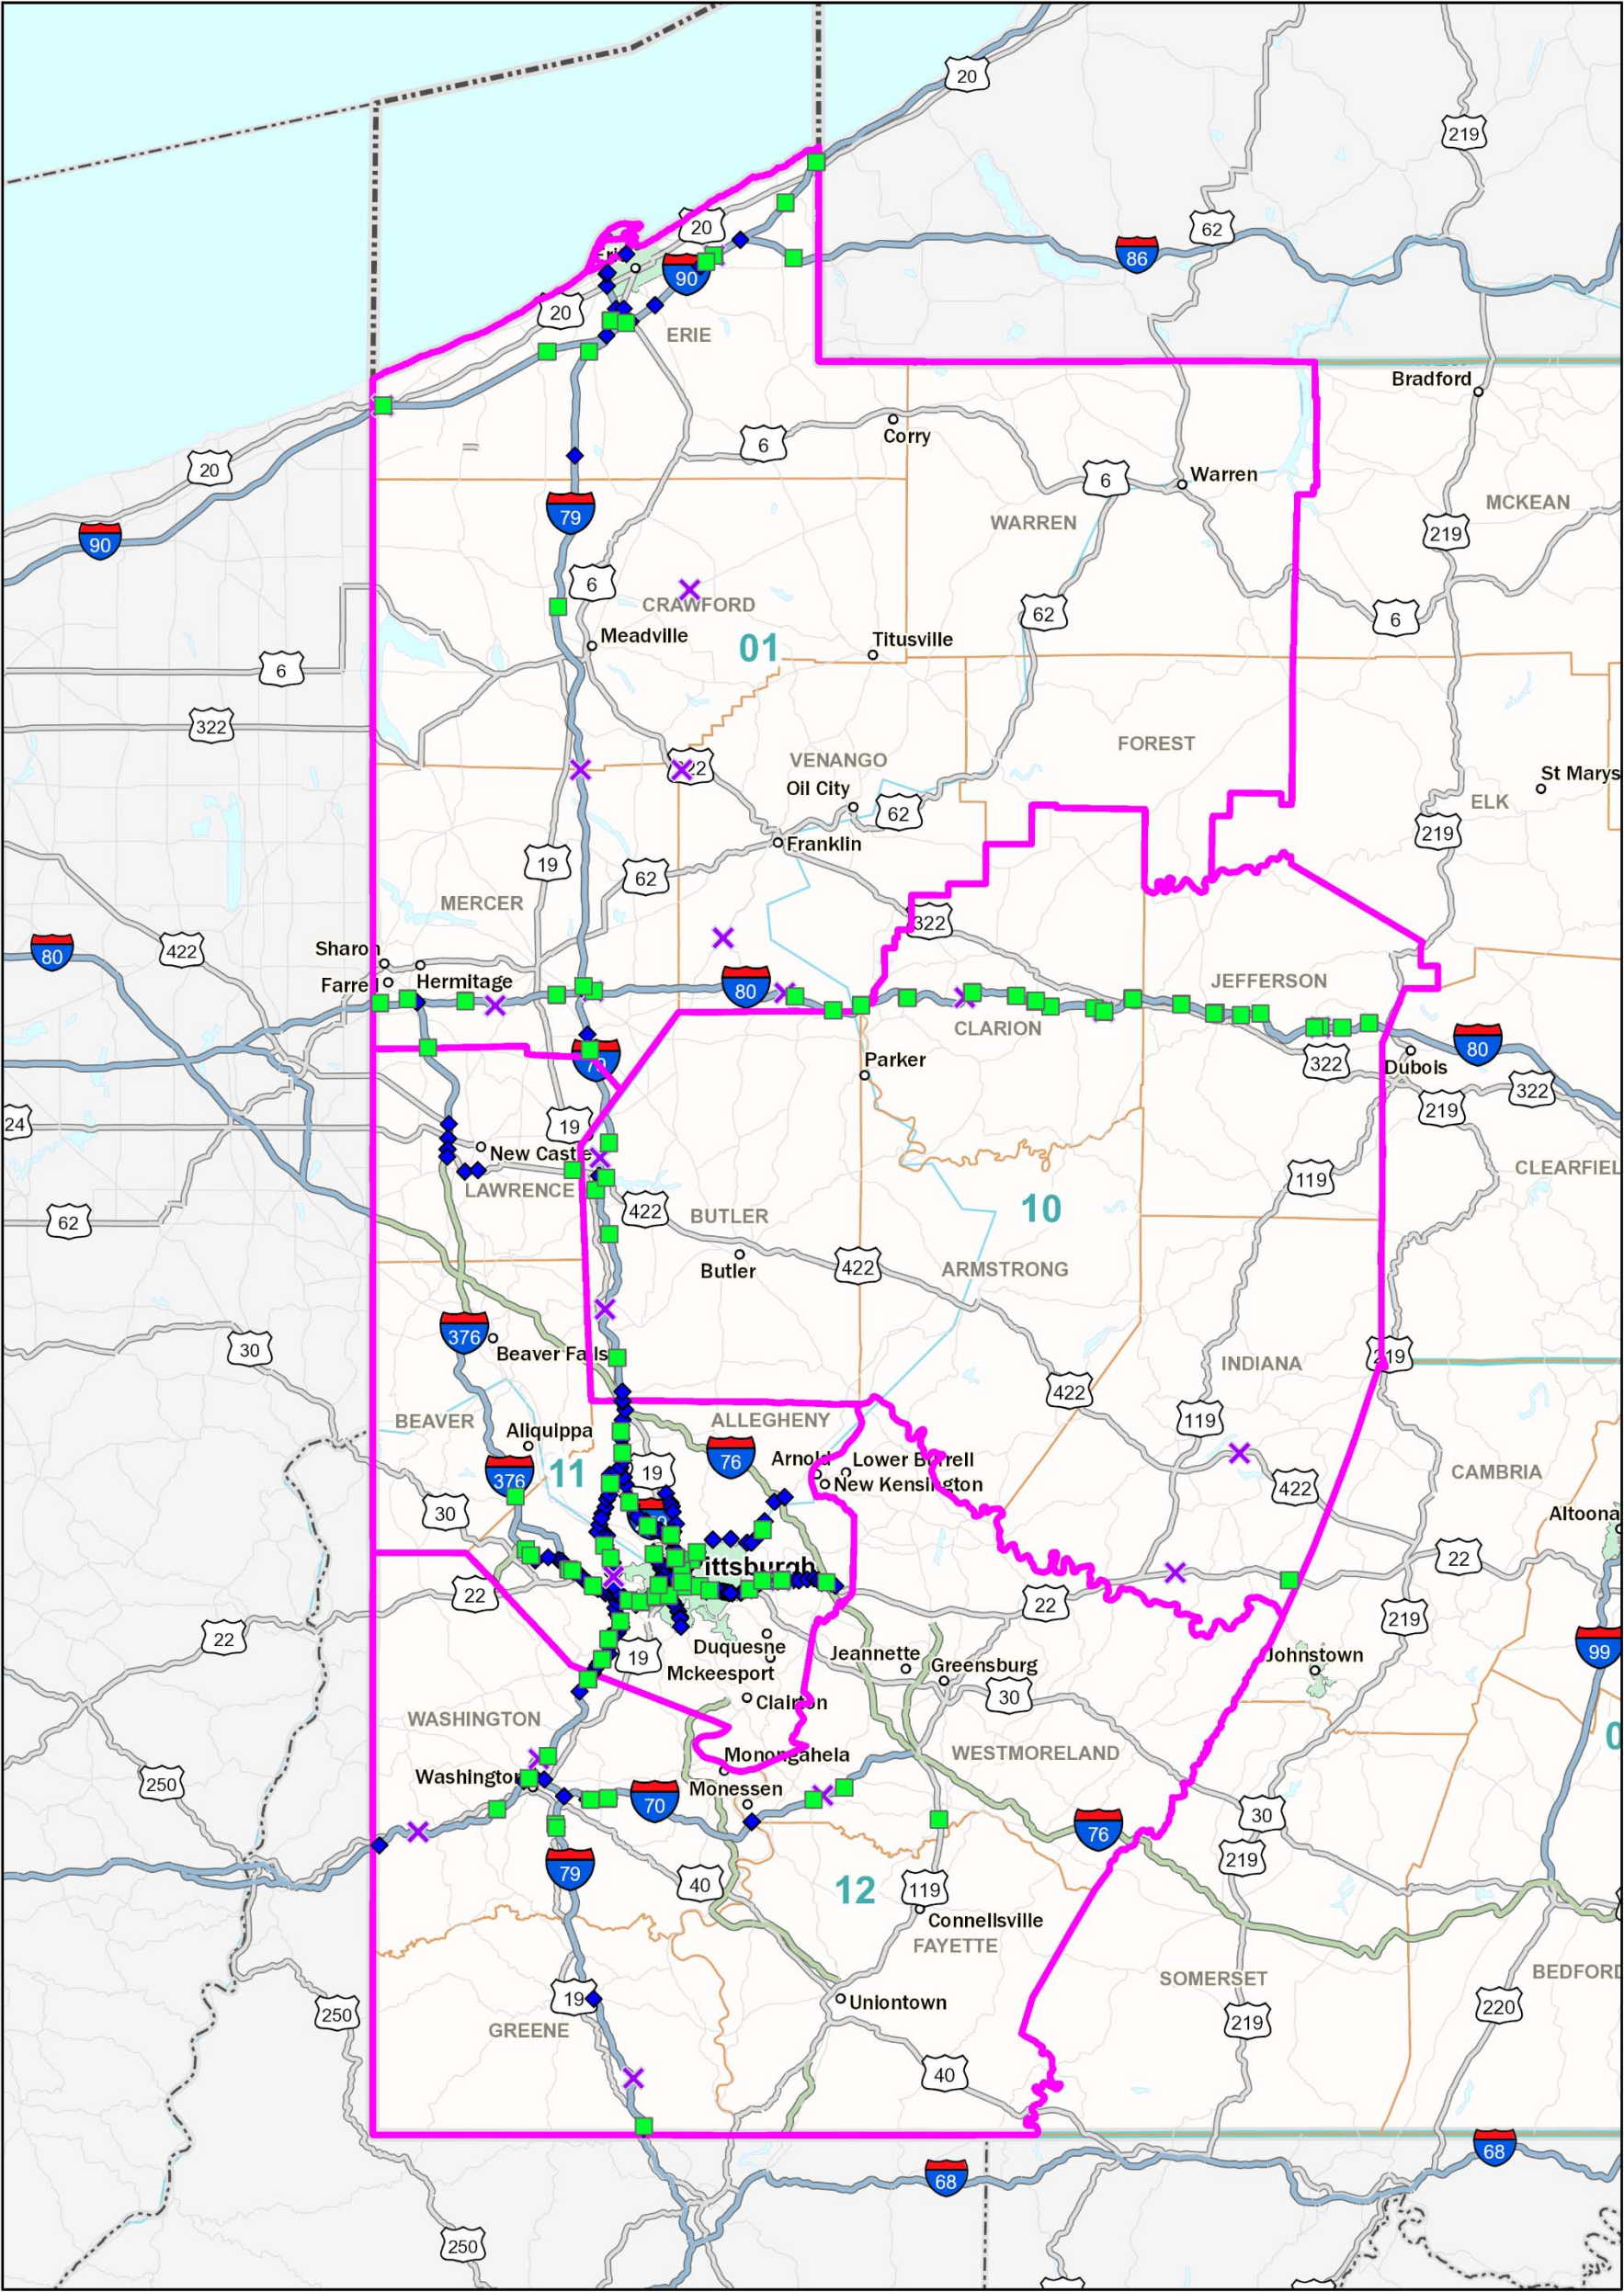 20
219
62
20
86
Erie
90
20
ERIE
Bradford
6
Corry
20
6
Warren
WARREN
MCKEAN
79
219
90
6
CRAWFORD
62
6
Meadville
01
Titusville
6
322
FOREST
VENANGO
322
St Marys
Oil City
ELK
62
219
Franklin
19
62
MERCER
322
422
80
Sharon
Farrell
Hermitage
80
JEFFERSON
CLARION
80
Parker
322
Dubois
322
219
24
19
New Castle
CLEARFIEL
119
LAWRENCE
10
422
BUTLER
62
Butler
422
ARMSTRONG
376
30
Beaver Falls
219
INDIANA
422
BEAVER
ALLEGHENY
119
Aliquippa
76
Arnold
Lower Burrell
11
19
CAMBRIA
376
New Kensington
422
30
Altoona
Pittsburgh
22
22
22
219
22
Duquesne
19
Jeannette
Johnstown
99
Mckeesport
Greensburg
30
Clairton
WASHINGTON
Monongahela
WESTMORELAND
0
250
Washington
Monessen
70
30
76
219
79
40
12
119
Connellsville
FAYETTE
SOMERSET
BEDFORD
19
Uniontown
220
250
219
GREENE
40
68
68
250